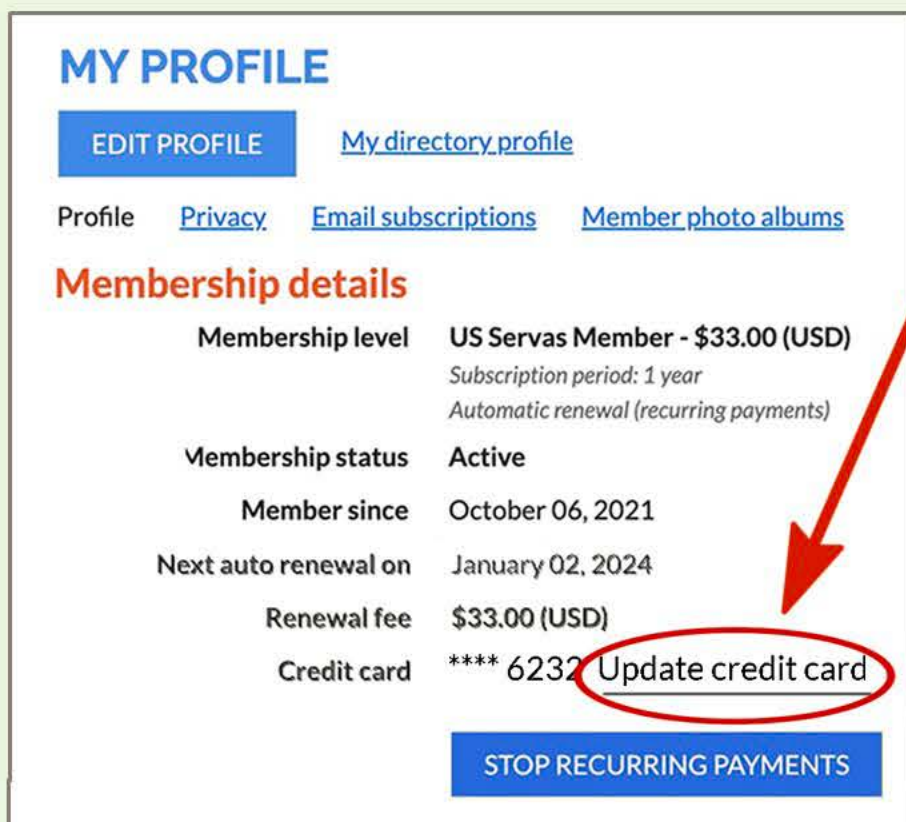 MY PROFILE
EDIT PROFILE My directory profile
Profile Privacy Email subscriptions Member photo albums
Membership details
Membership level US Servas Member - $33.00 (USD)
Subscription period: 1 year
Automatic renewal (recurring payments)
Membership status Active
Member since October 06, 2021
Next auto renewal on January 02, 2024
Renewal fee $33.00 (USD)
Credit card **** 6232 Update credit card
STOP RECURRING PAYMENTS